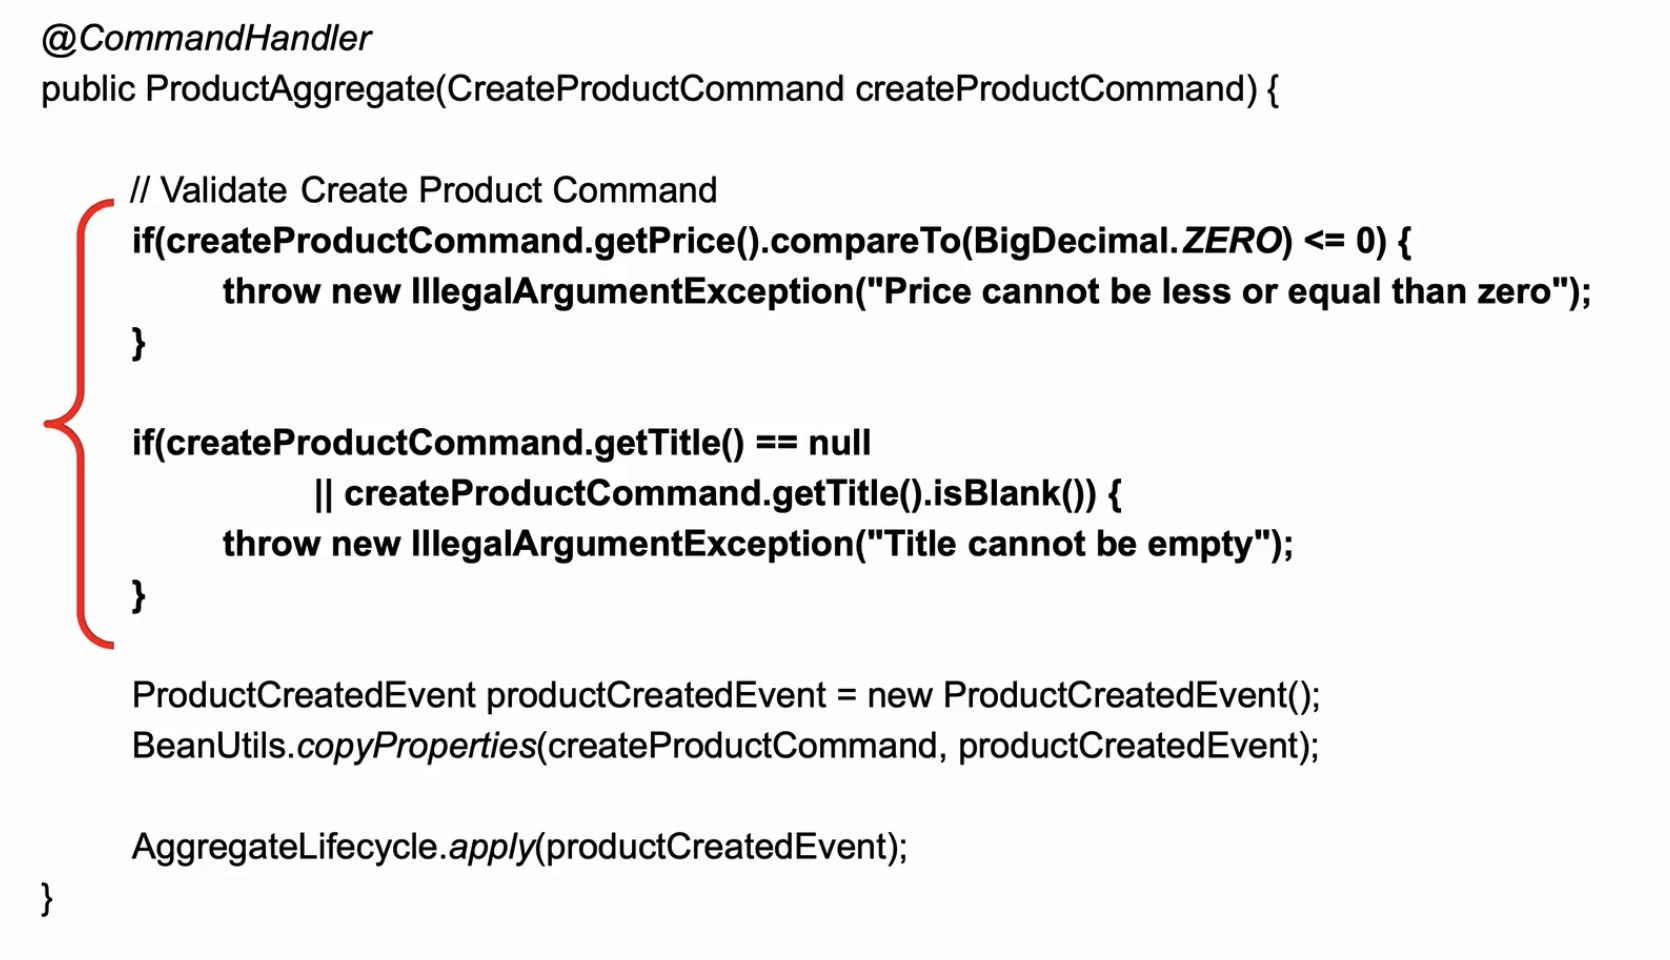 @CommandHandler
public ProductAggregate(CreateProductCommand createProductCommand) {
// Validate Create Product Command
if(createProductCommand.getPrice().compareTo(BigDecimal.ZERO) <= 0) {
throw new IllegalArgumentException("Price cannot be less or equal than zero");
}
if(createProductCommand.getTitle() == null
|| createProductCommand.getTitle().isBlank()) {
throw new IllegalArgumentException("Title cannot be empty");
}
ProductCreatedEvent productCreatedEvent = new ProductCreatedEvent();
BeanUtils.copyProperties(createProductCommand, productCreatedEvent);
AggregateLifecycle.apply(productCreatedEvent);
}